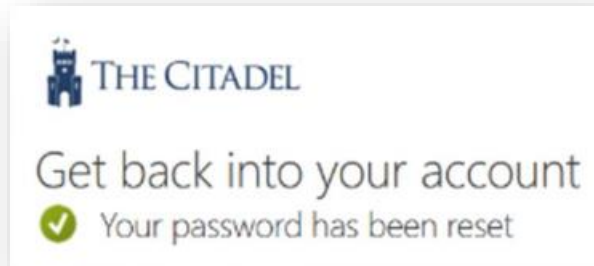 THE CITADEL
Get back into your account
Your password has been reset